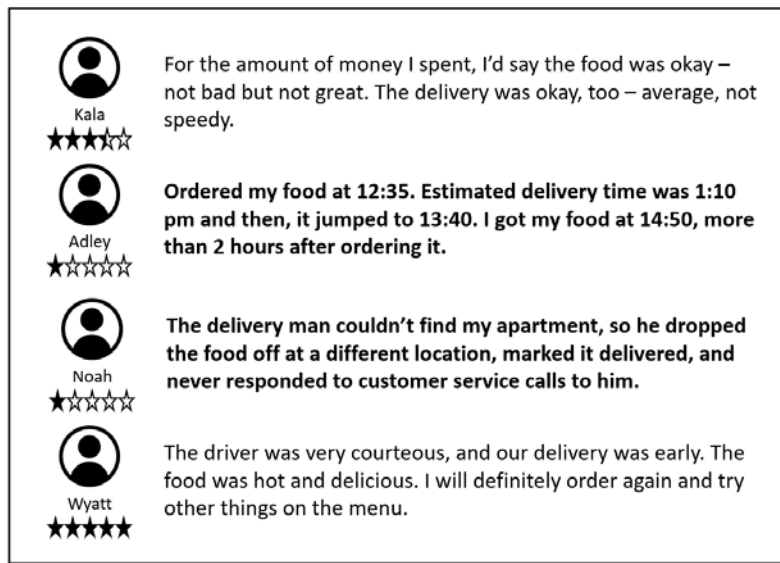 For the amount of money I spent, I’d say the food was okay –
not bad but not great. The delivery was okay, too – average, not
speedy.
Kala
Ordered my food at 12:35. Estimated delivery time was 1:10
pm and then, it jumped to 13:40. I got my food at 14:50, more
than 2 hours after ordering it.
Adley
The delivery man couldn’t find my apartment, so he dropped
the food off at a different location, marked it delivered, and
never responded to customer service calls to him.
Noah
The driver was very courteous, and our delivery was early. The
food was hot and delicious. I will definitely order again and try
other things on the menu.
Wyatt